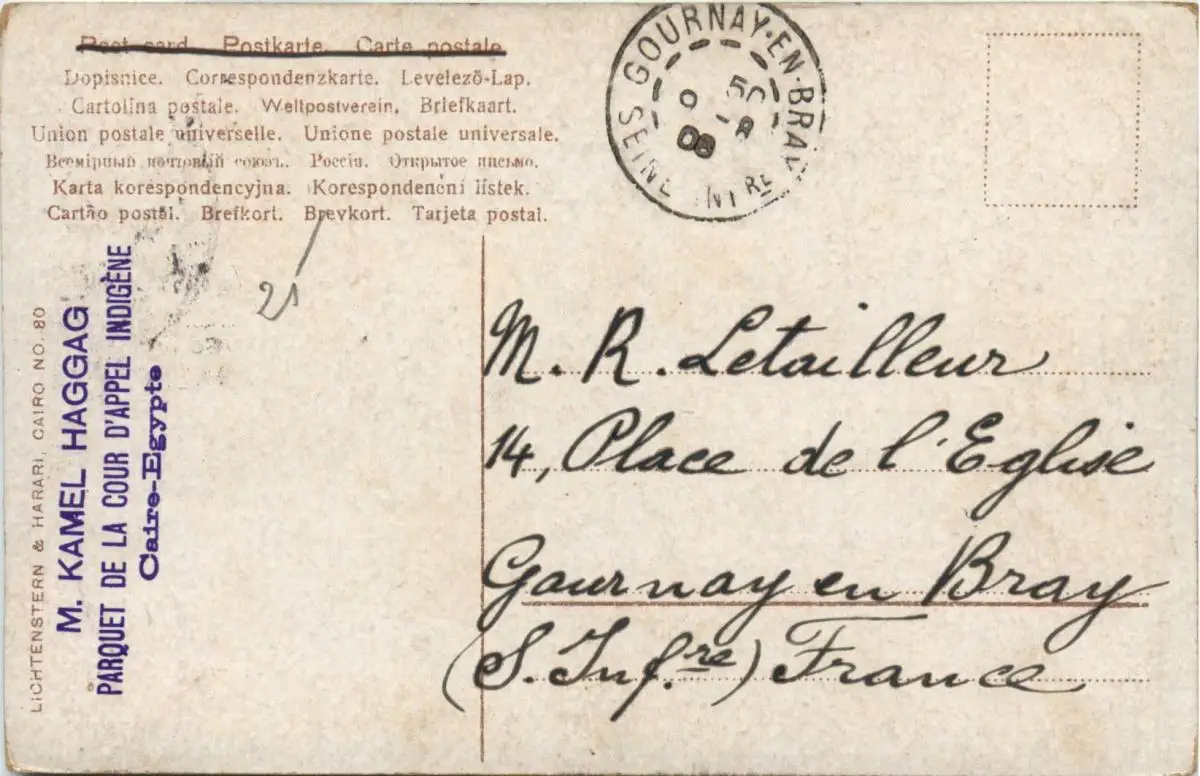 Post card Postkarte. Carte postale
Dopisnice. Correspondenzkarte. Levelező-Lap.
Cartolina postale. Weltpostverein. Briefkaart.
Union postale universelle. Unione postale universale.
Всемірный почтовый союзъ. Россія. Открытое письмо.
Karta korespondencyjna. Korespondenční lístek.
Cartão postal. Brefkort. Brevkort. Tarjeta postal.
GOURNAY-EN-BRAY
SEINE INFRE
08
21
LICHTENSTERN & HARARI, CAIRO NO. 80
M. KAMEL HAGGAG
PARQUET DE LA COUR D'APPEL INDIGÈNE
Caire-Egypte
M. R. Letailleur
14, Place de l'Eglise
Gournay en Bray
(S. Inf.re) France